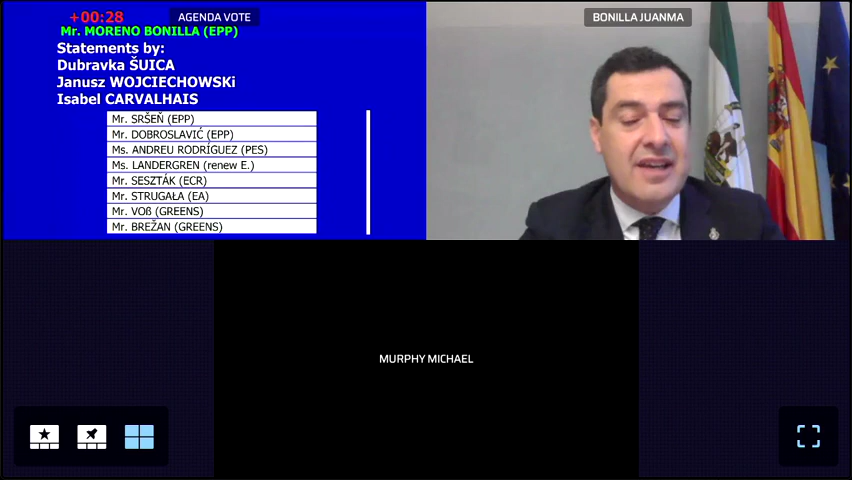 +00:28
AGENDA VOTE
BONILLA JUANMA
Mr. MORENO BONILLA (EPP)
Statements by:
Dubravka ŠUICA
Janusz WOJCIECHOWSKi
Isabel CARVALHAIS
Mr. SRŠEŇ (EPP)
Mr. DOBROSLAVIĆ (EPP)
Ms. ANDREU RODRÍGUEZ (PES)
Ms. LANDERGREN (renew E.)
Mr. SESZTÁK (ECR)
Mr. STRUGAŁA (EA)
Mr. VOß (GREENS)
Mr. BREŽAN (GREENS)
MURPHY MICHAEL